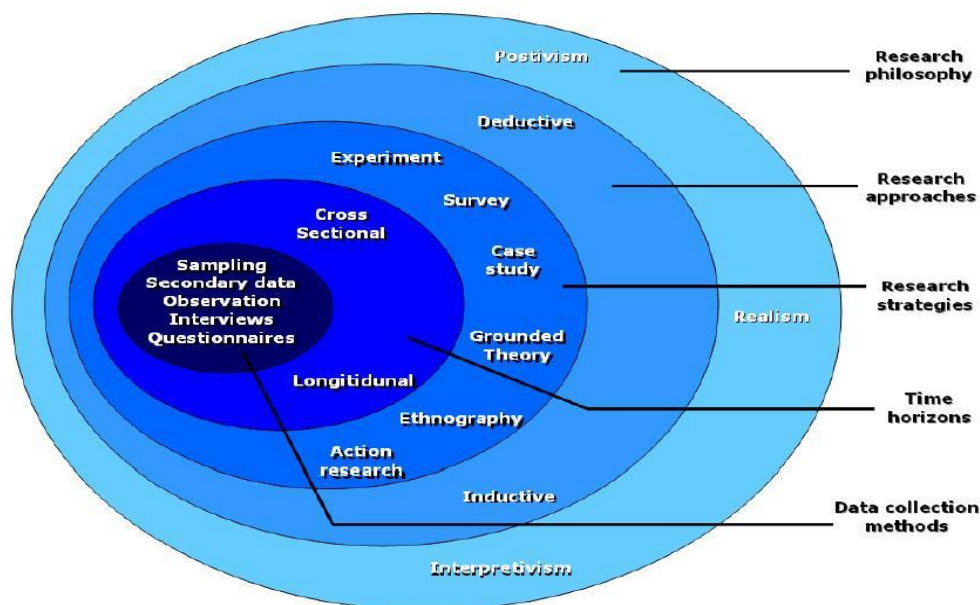 Postivism
Research
philosophy
Deductive
Experiment
Research
approaches
Survey
Cross
Sectional
Case
study
Sampling
Secondary data
Observation
Interviews
Questionnaires
Research
strategies
Realism
Grounded
Theory
Longitidunal
Time
horizons
Ethnography
Action
research
Inductive
Data collection
methods
Interpretivism